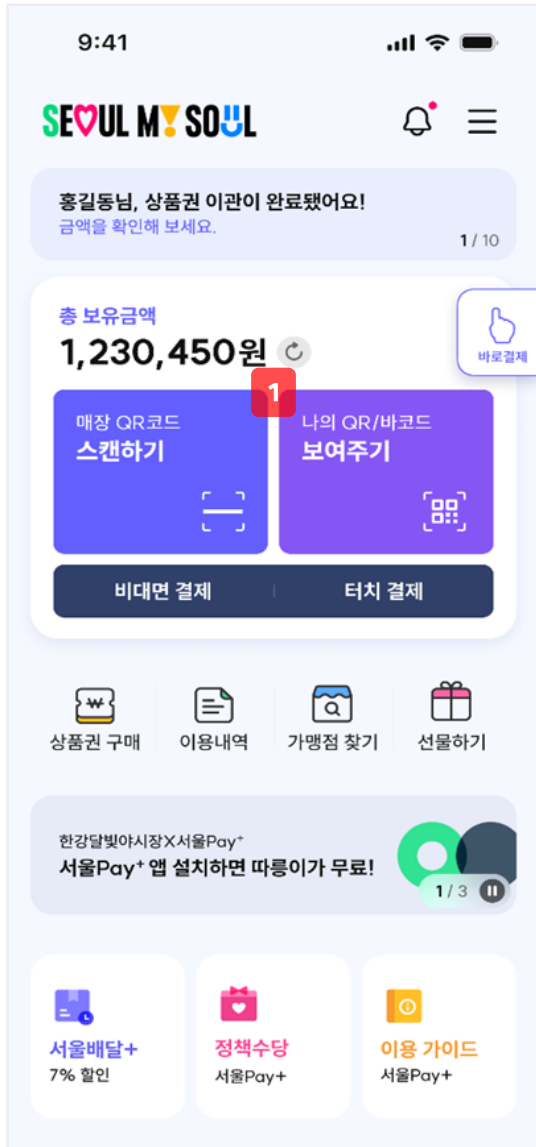 9:41
SEOUL MY SOUL
홍길동님, 상품권 이관이 완료됐어요!
금액을 확인해 보세요.
1 / 10
총 보유금액
1,230,450원
바로결제
1
매장 QR코드
스캔하기
나의 QR/바코드
보여주기
비대면 결제
터치 결제
상품권 구매
이용내역
가맹점 찾기
선물하기
한강달빛야시장X서울Pay+
서울Pay+ 앱 설치하면 따릉이가 무료!
1 / 3
서울배달+
7% 할인
정책수당
서울Pay+
이용 가이드
서울Pay+